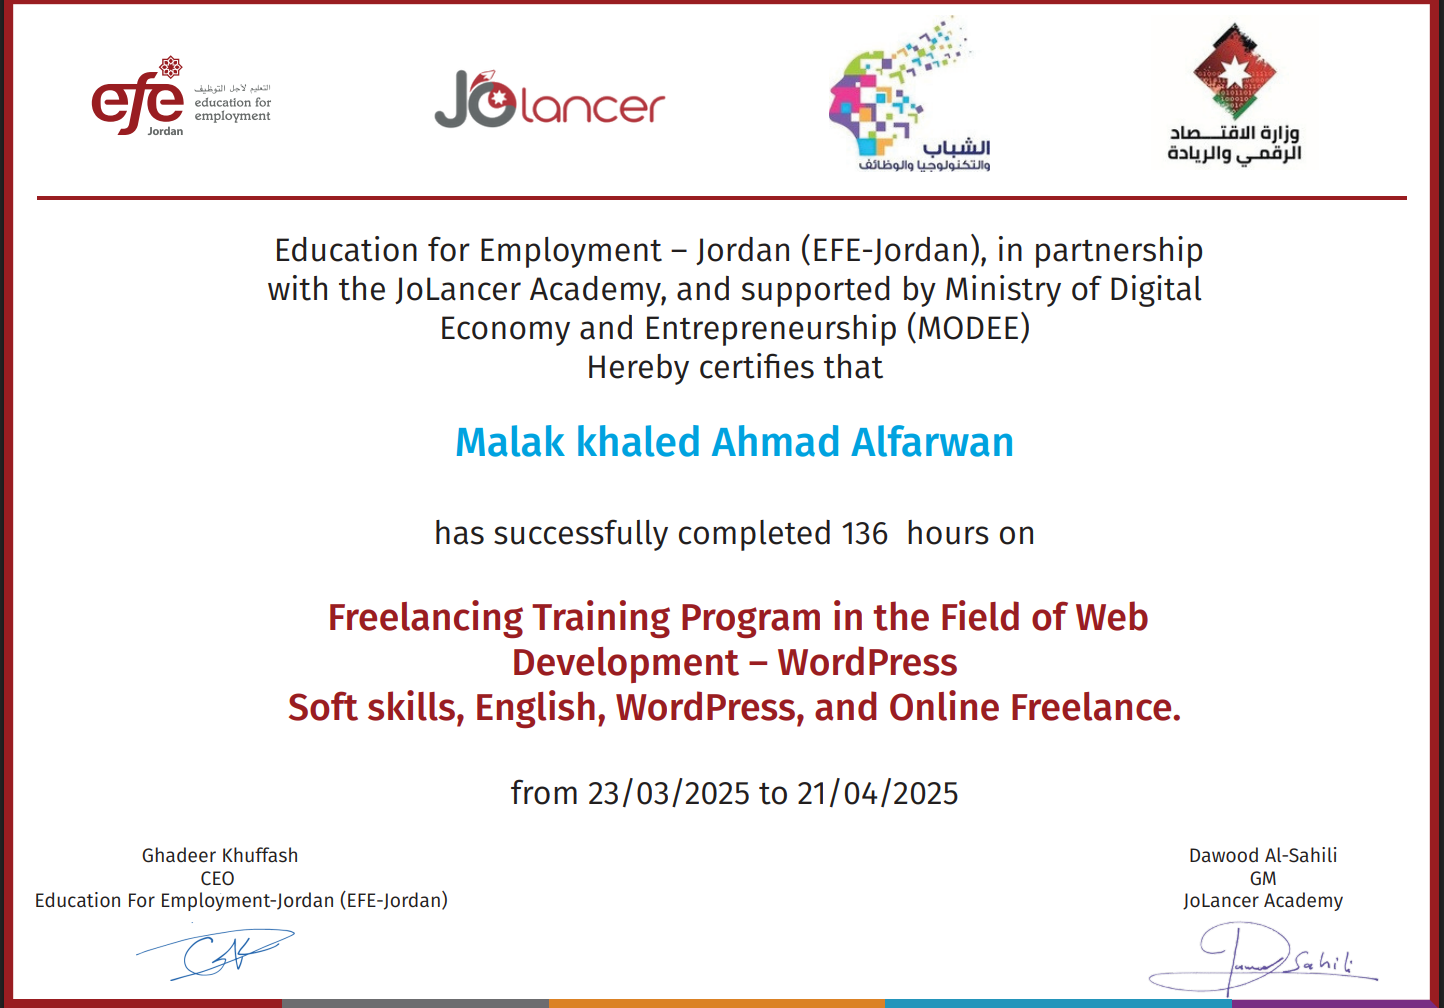 efe
Jordan
التعليم لأجل التوظيف
education for
employment
JOlancer
الشباب
والتكنولوجيا والوظائف
وزارة الاقتـــصاد
الرقمـي والريادة
Education for Employment – Jordan (EFE-Jordan), in partnership
with the JoLancer Academy, and supported by Ministry of Digital
Economy and Entrepreneurship (MODEE)
Hereby certifies that
Malak khaled Ahmad Alfarwan
has successfully completed 136 hours on
Freelancing Training Program in the Field of Web
Development – WordPress
Soft skills, English, WordPress, and Online Freelance.
from 23/03/2025 to 21/04/2025
Ghadeer Khuffash
CEO
Education For Employment-Jordan (EFE-Jordan)
Dawood Al-Sahili
GM
JoLancer Academy
Sahili